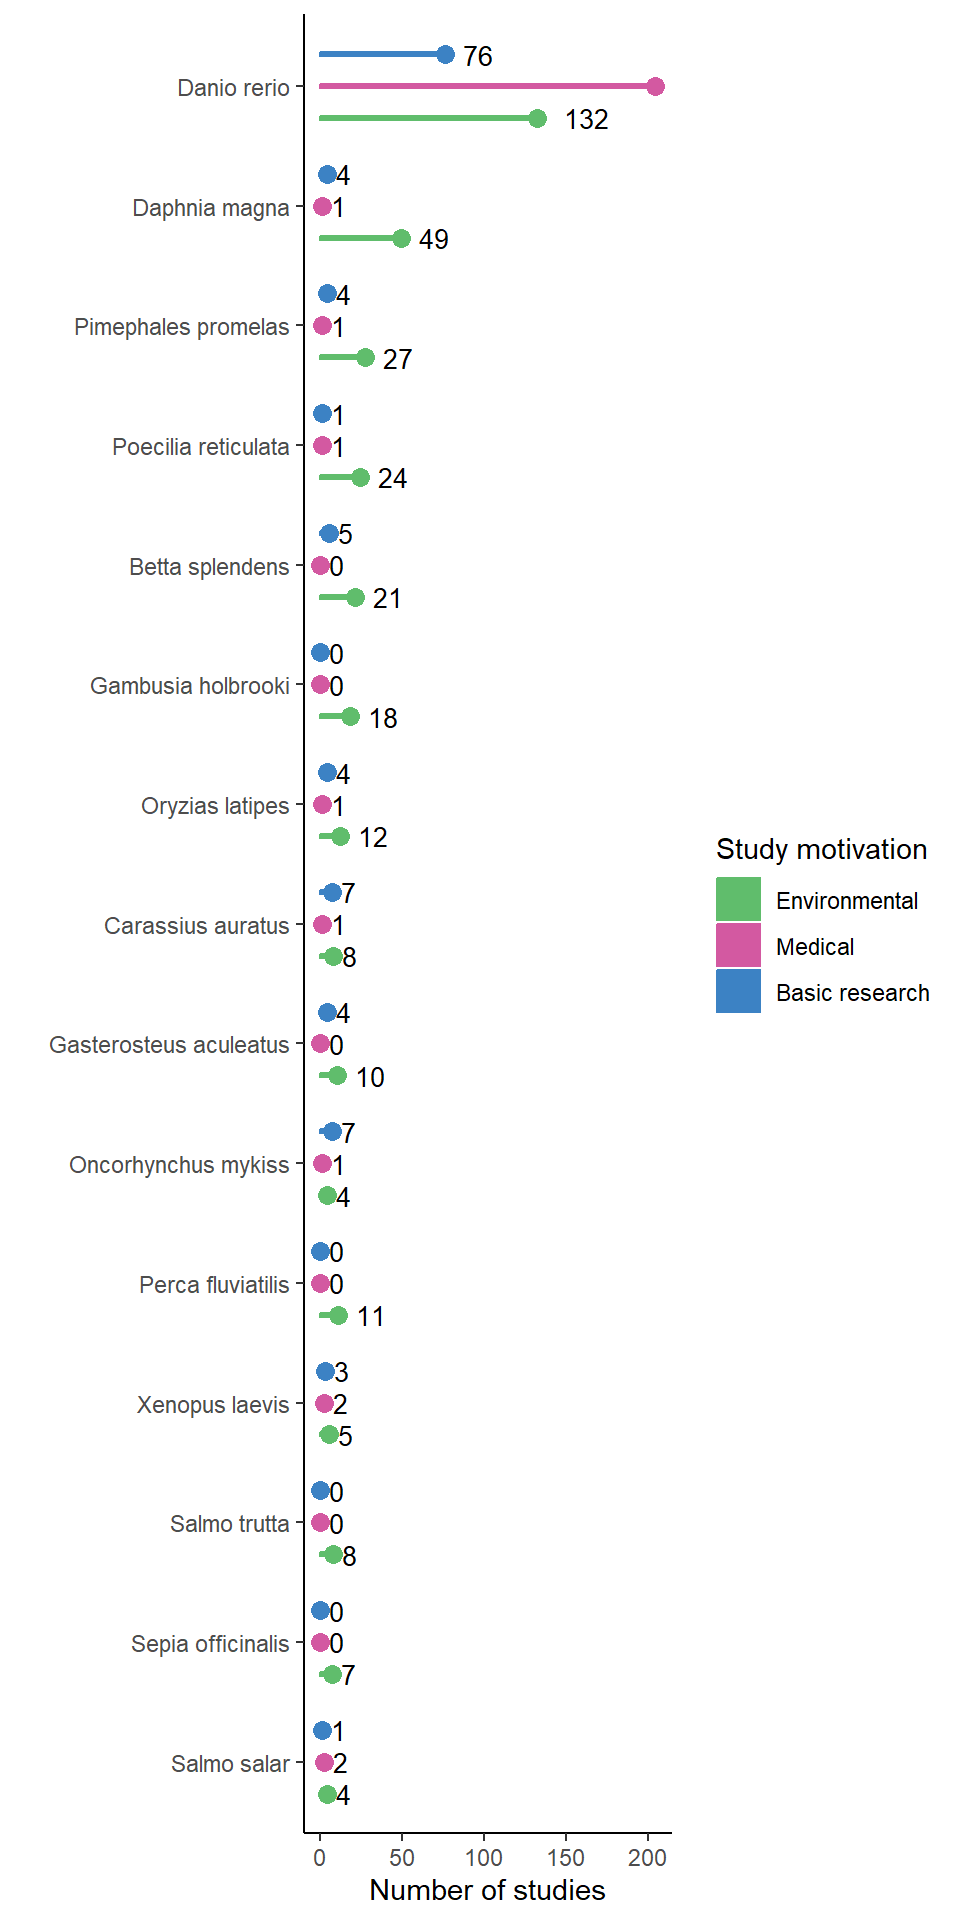 76
Danio rerio
132
4
Daphnia magna
1
49
4
Pimephales promelas
1
27
1
Poecilia reticulata
1
24
5
Betta splendens
0
21
0
Gambusia holbrooki
0
18
4
Oryzias latipes
1
12
7
Carassius auratus
1
8
4
Gasterosteus aculeatus
0
10
7
Oncorhynchus mykiss
1
4
0
Perca fluviatilis
0
11
3
Xenopus laevis
2
5
0
Salmo trutta
0
8
0
Sepia officinalis
0
7
1
Salmo salar
2
4
0 50 100 150 200
Number of studies
Study motivation
Environmental
Medical
Basic research